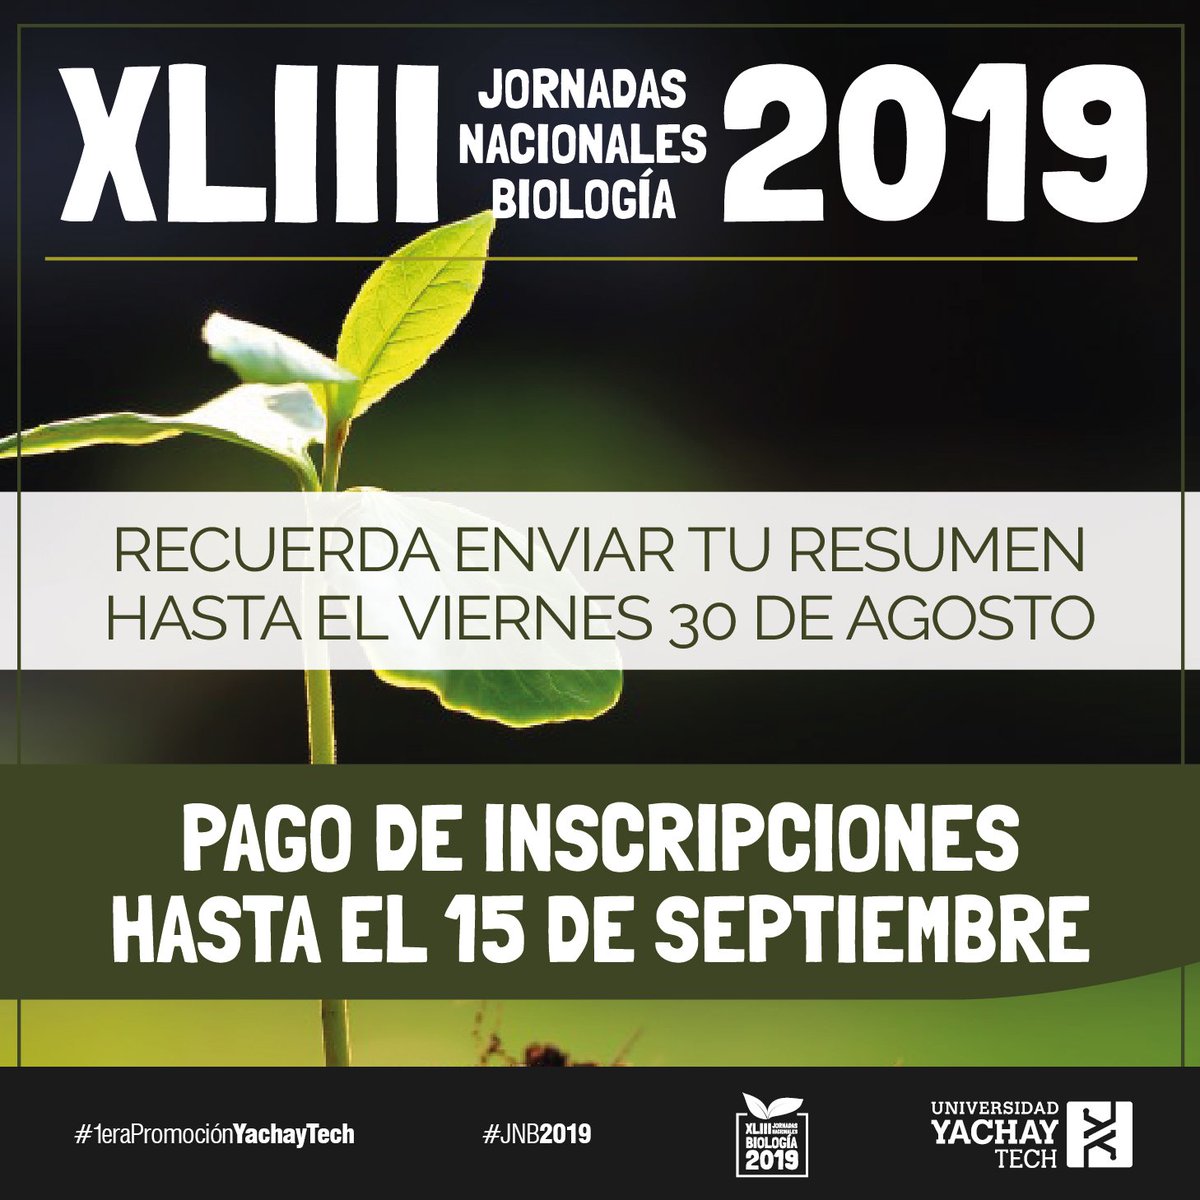 XLIII
JORNADAS
NACIONALES
BIOLOGÍA
2019
RECUERDA ENVIAR TU RESUMEN
HASTA EL VIERNES 30 DE AGOSTO
PAGO DE INSCRIPCIONES
HASTA EL 15 DE SEPTIEMBRE
#1eraPromociónYachayTech
#JNB2019
XLIII JORNADAS
NACIONALES
BIOLOGÍA
2019
UNIVERSIDAD
YACHAY
TECH